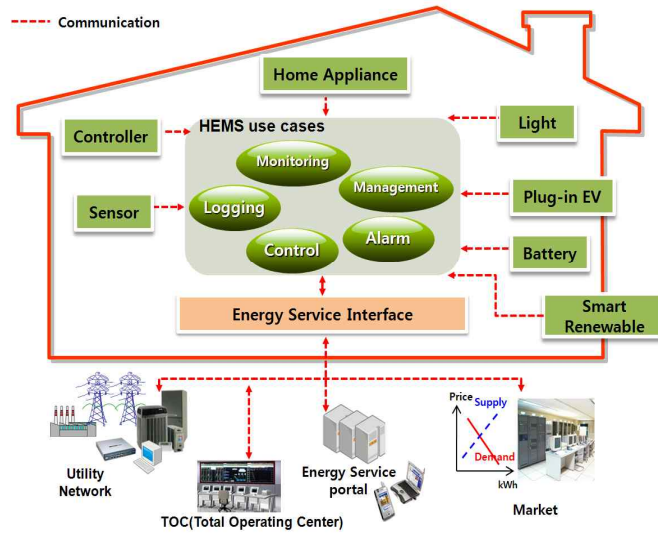 Communication
Home Appliance
HEMS use cases
Controller
Light
Monitoring
Management
Plug-in EV
Sensor
Logging
Control
Alarm
Battery
Energy Service Interface
Smart
Renewable
Utility
Network
TOC(Total Operating Center)
Energy Service
portal
Price
Supply
Demand
kWh
Market